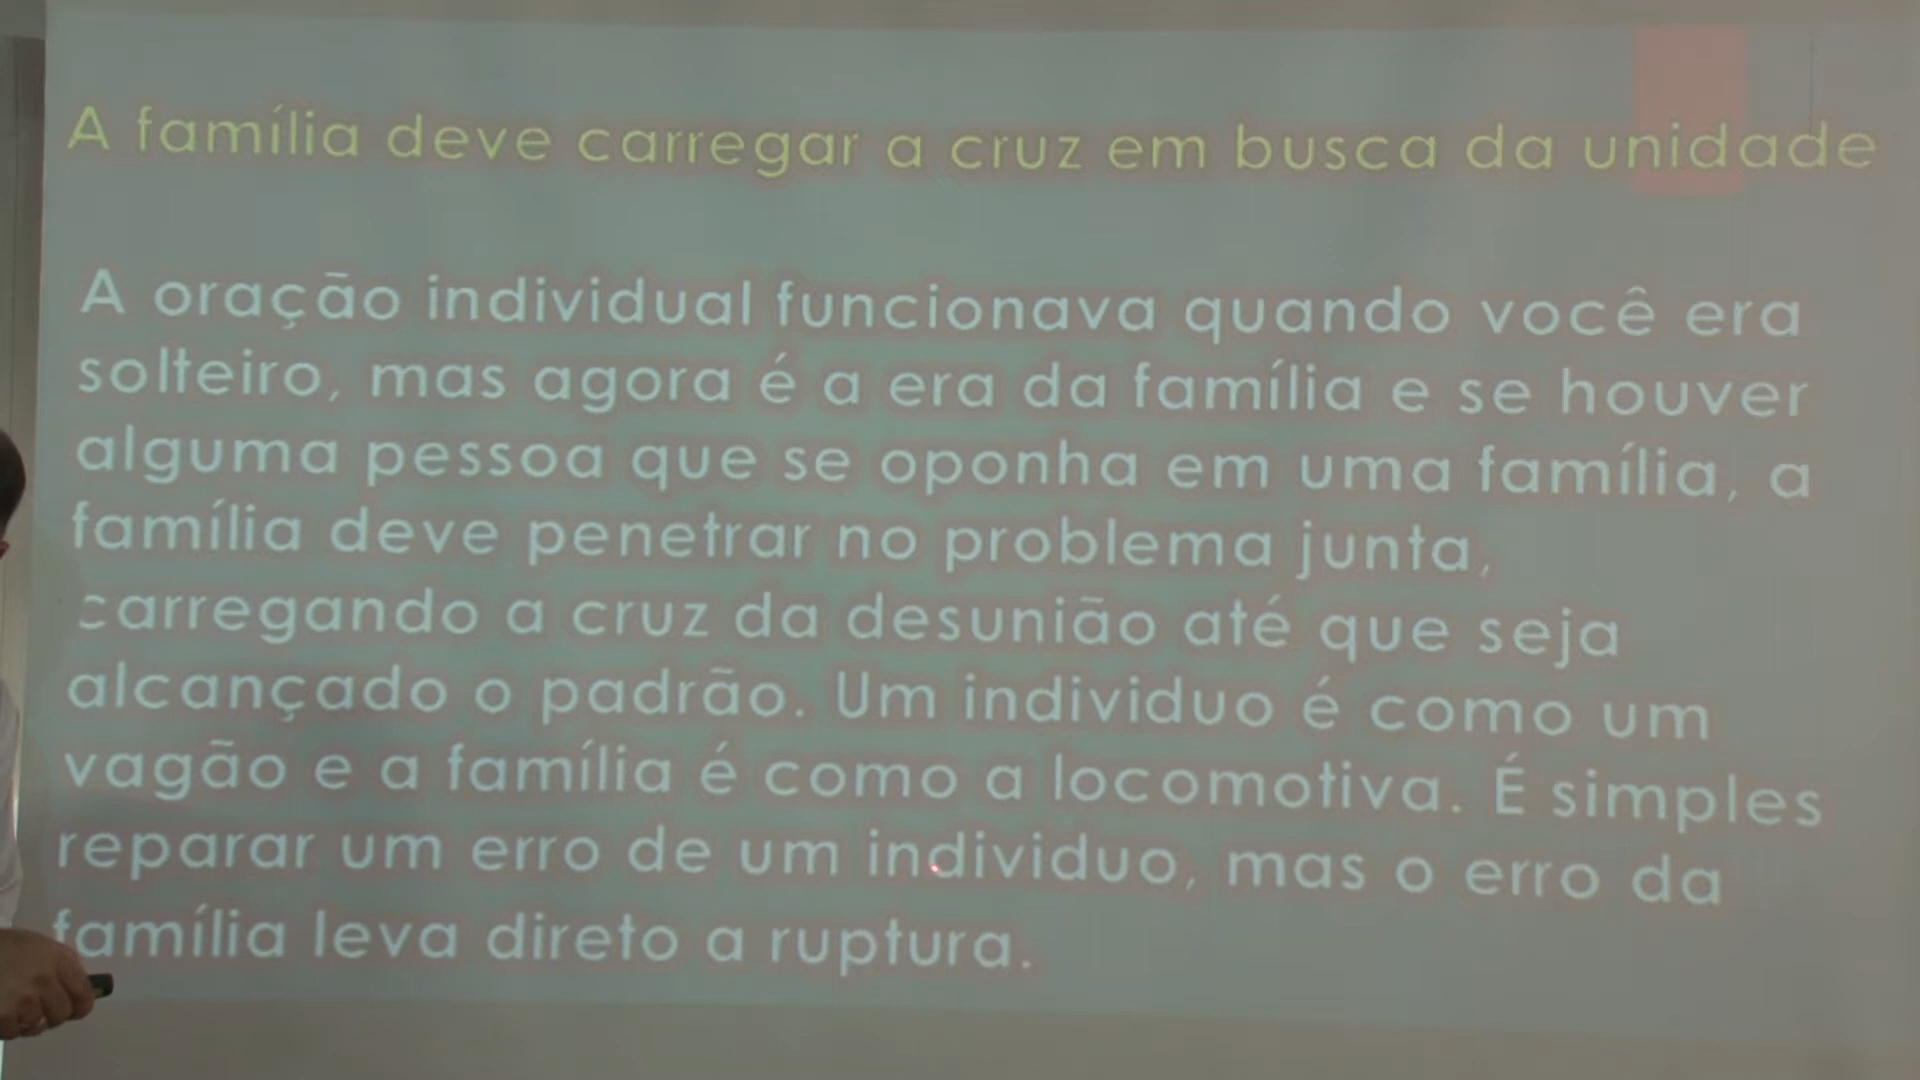 A família deve carregar a cruz em busca da unidade
A oração individual funcionava quando você era
solteiro, mas agora é a era da família e se houver
alguma pessoa que se oponha em uma família, a
família deve penetrar no problema junta,
carregando a cruz da desunião até que seja
alcançado o padrão. Um individuo é como um
vagão e a família é como a locomotiva. É simples
reparar um erro de um individuo, mas o erro da
família leva direto a ruptura.